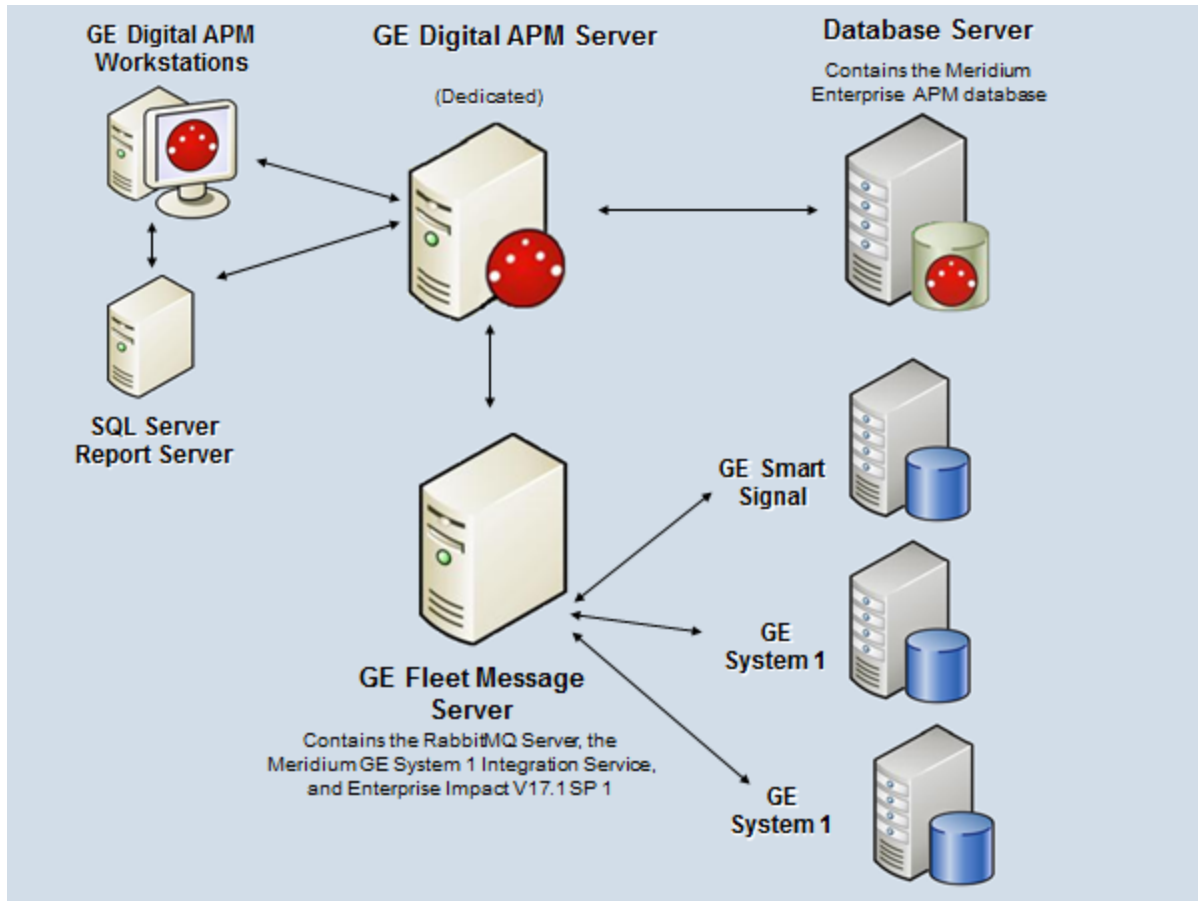 GE Digital APM
Workstations
GE Digital APM Server
(Dedicated)
Database Server
Contains the Meridium
Enterprise APM database
SQL Server
Report Server
GE Smart
Signal
GE
System 1
GE Fleet Message
Server
Contains the RabbitMQ Server, the
Meridium GE System 1 Integration Service,
and Enterprise Impact V17.1 SP 1
GE
System 1